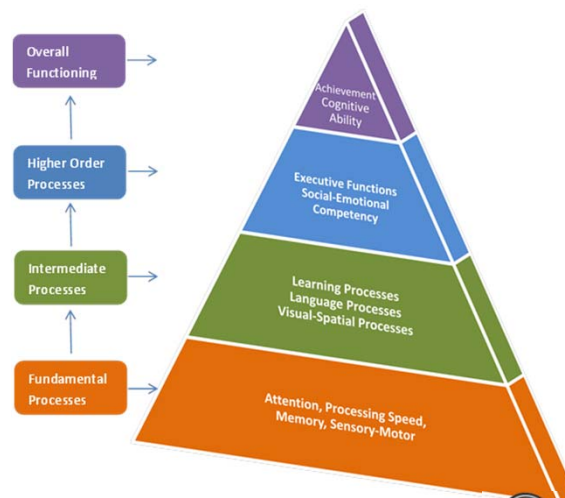 Overall
Functioning
Achievement
Cognitive
Ability
Higher Order
Processes
Executive Functions
Social-Emotional
Competency
Intermediate
Processes
Learning Processes
Language Processes
Visual-Spatial Processes
Fundamental
Processes
Attention, Processing Speed,
Memory, Sensory-Motor